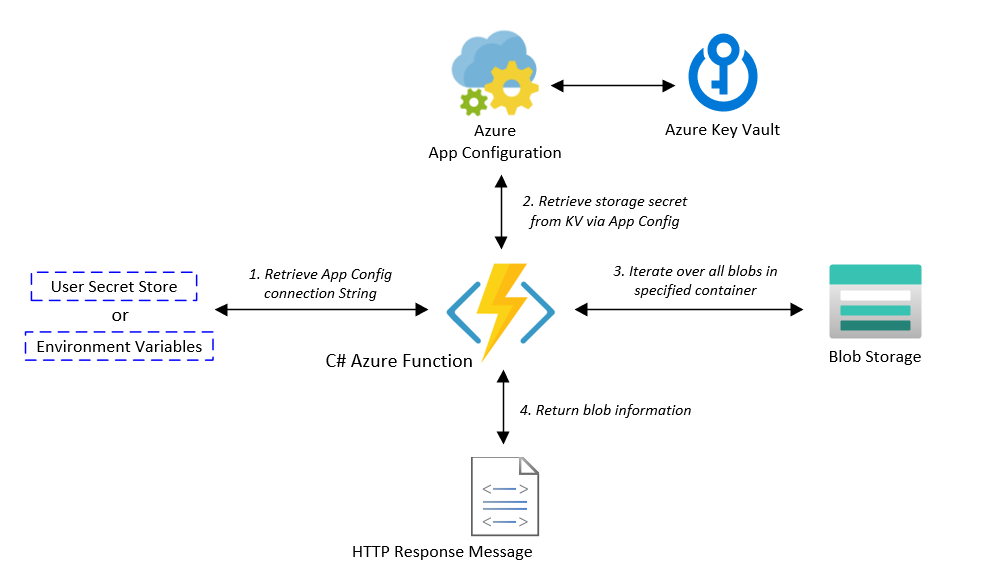 Azure
App Configuration
Azure Key Vault
2. Retrieve storage secret
from KV via App Config
1. Retrieve App Config
connection String
3. Iterate over all blobs in
specified container
User Secret Store
or
Environment Variables
C# Azure Function
Blob Storage
4. Return blob information
HTTP Response Message